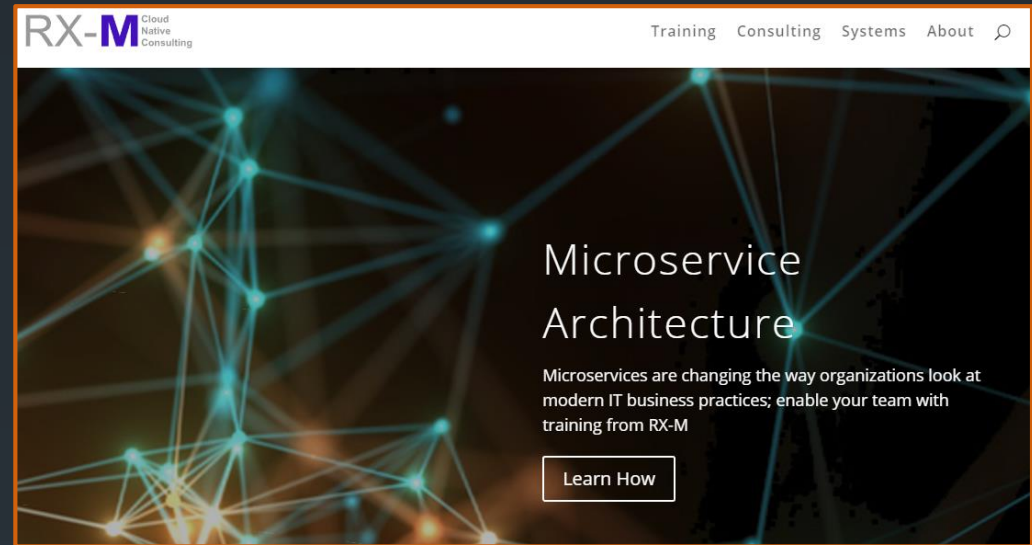 RX-M Cloud
Native
Consulting
Training Consulting Systems About
Microservice
Architecture
Microservices are changing the way organizations look at
modern IT business practices; enable your team with
training from RX-M
Learn How